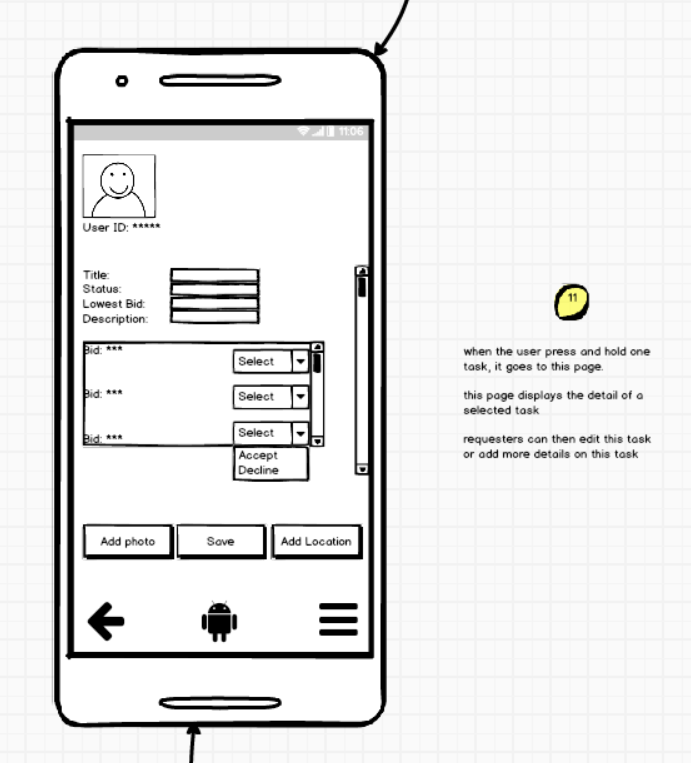 11:06
User ID: *****
Title:
Status:
Lowest Bid:
Description:
Bid: ***
Select
Bid: ***
Select
Bid: ***
Select
Accept
Decline
Add photo
Save
Add Location
11
when the user press and hold one
task, it goes to this page.
this page displays the detail of a
selected task
requesters can then edit this task
or add more details on this task